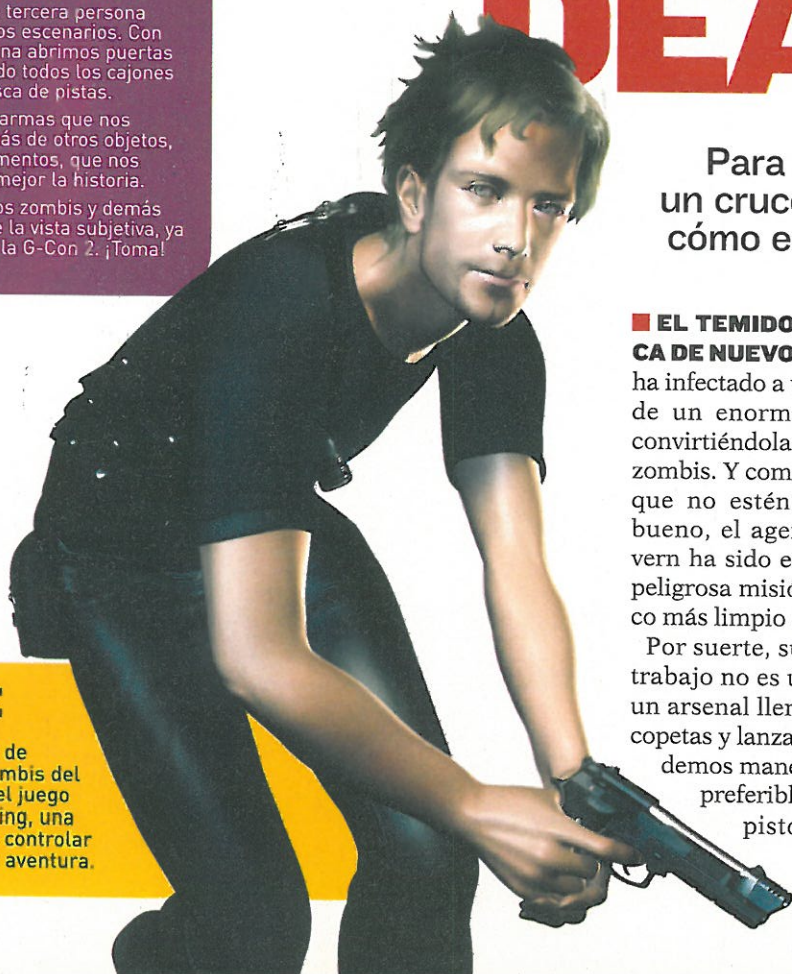 tercera persona
os escenarios. Con
na abrimos puertas
do todos los cajones
sca de pistas.
armas que nos
ás de otros objetos,
mentos, que nos
mejor la historia.
os zombis y demás
e la vista subjetiva, ya
la G-Con 2. ¡Toma!
DEA
Para
un cruce
cómo e
EL TEMIDO
CA DE NUEVO
ha infectado a
de un enorm
convirtiéndola
zombis. Y com
que no estén
bueno, el age
vern ha sido e
peligrosa misió
co más limpio
Por suerte, su
trabajo no es u
un arsenal llen
copetas y lanza
demos mane
preferibl
pisto
de
mbis del
el juego
ing, una
controlar
aventura.